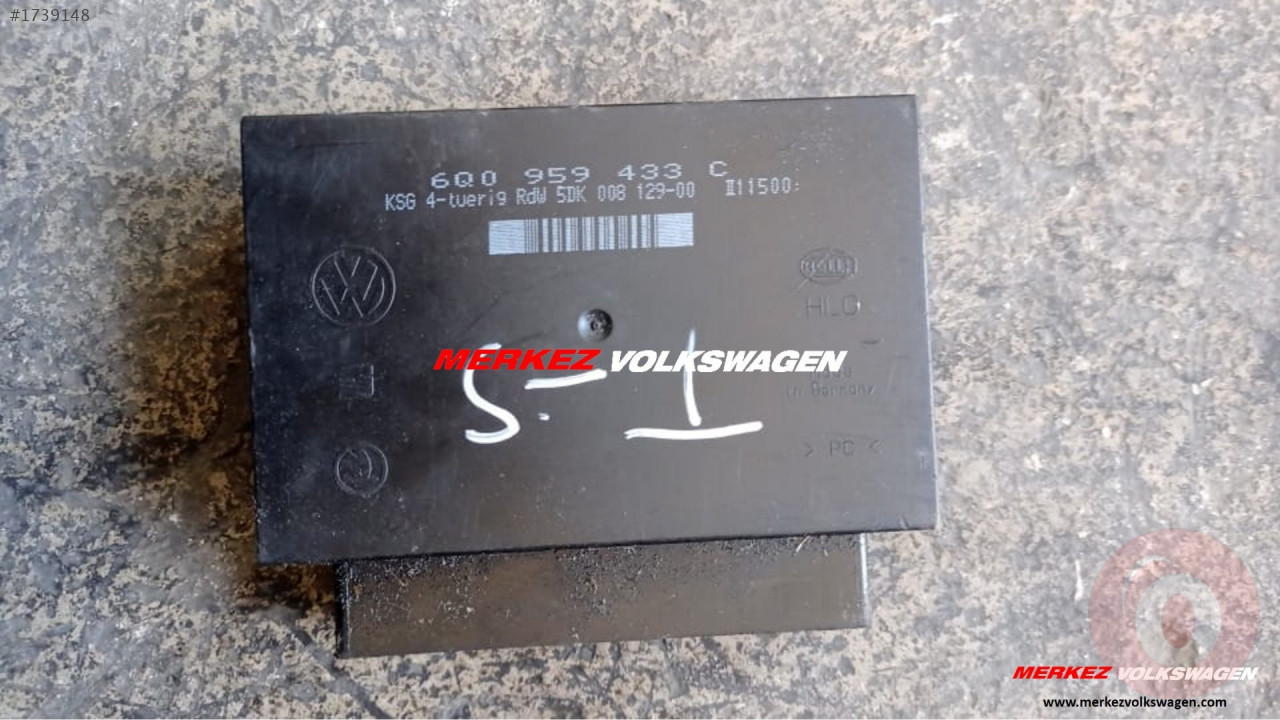 #1739148
6Q0 959 433 C
KSG 4-tuerig RdW 5DK 008 129-00
HELLA
HLO
MERKEZ VOLKSWAGEN
S-1
in Germany
> PC <
MERKEZ VOLKSWAGEN
www.merkezvolkswagen.com